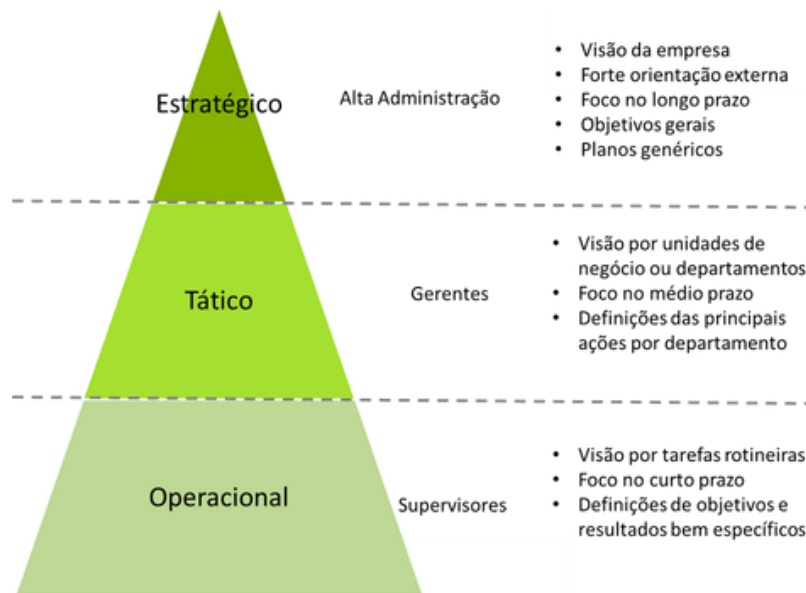 Estratégico
Alta Administração
• Visão da empresa
• Forte orientação externa
• Foco no longo prazo
• Objetivos gerais
• Planos genéricos
Tático
Gerentes
• Visão por unidades de
negócio ou departamentos
• Foco no médio prazo
• Definições das principais
ações por departamento
Operacional
Supervisores
• Visão por tarefas rotineiras
• Foco no curto prazo
• Definições de objetivos e
resultados bem específicos